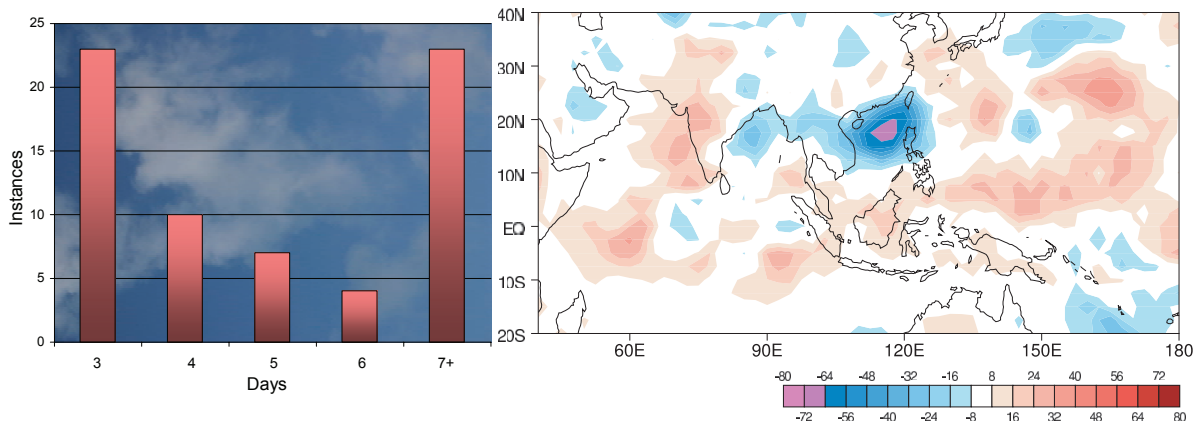 25
20
15
10
5
0
Instances
3 4 5 6 7+
Days
40N
30N
20N
10N
EQ
10S
20S
60E 90E 120E 150E 180
-80 -64 -48 -32 -16 8 24 40 56 72
-72 -56 -40 -24 -8 16 32 48 64 80